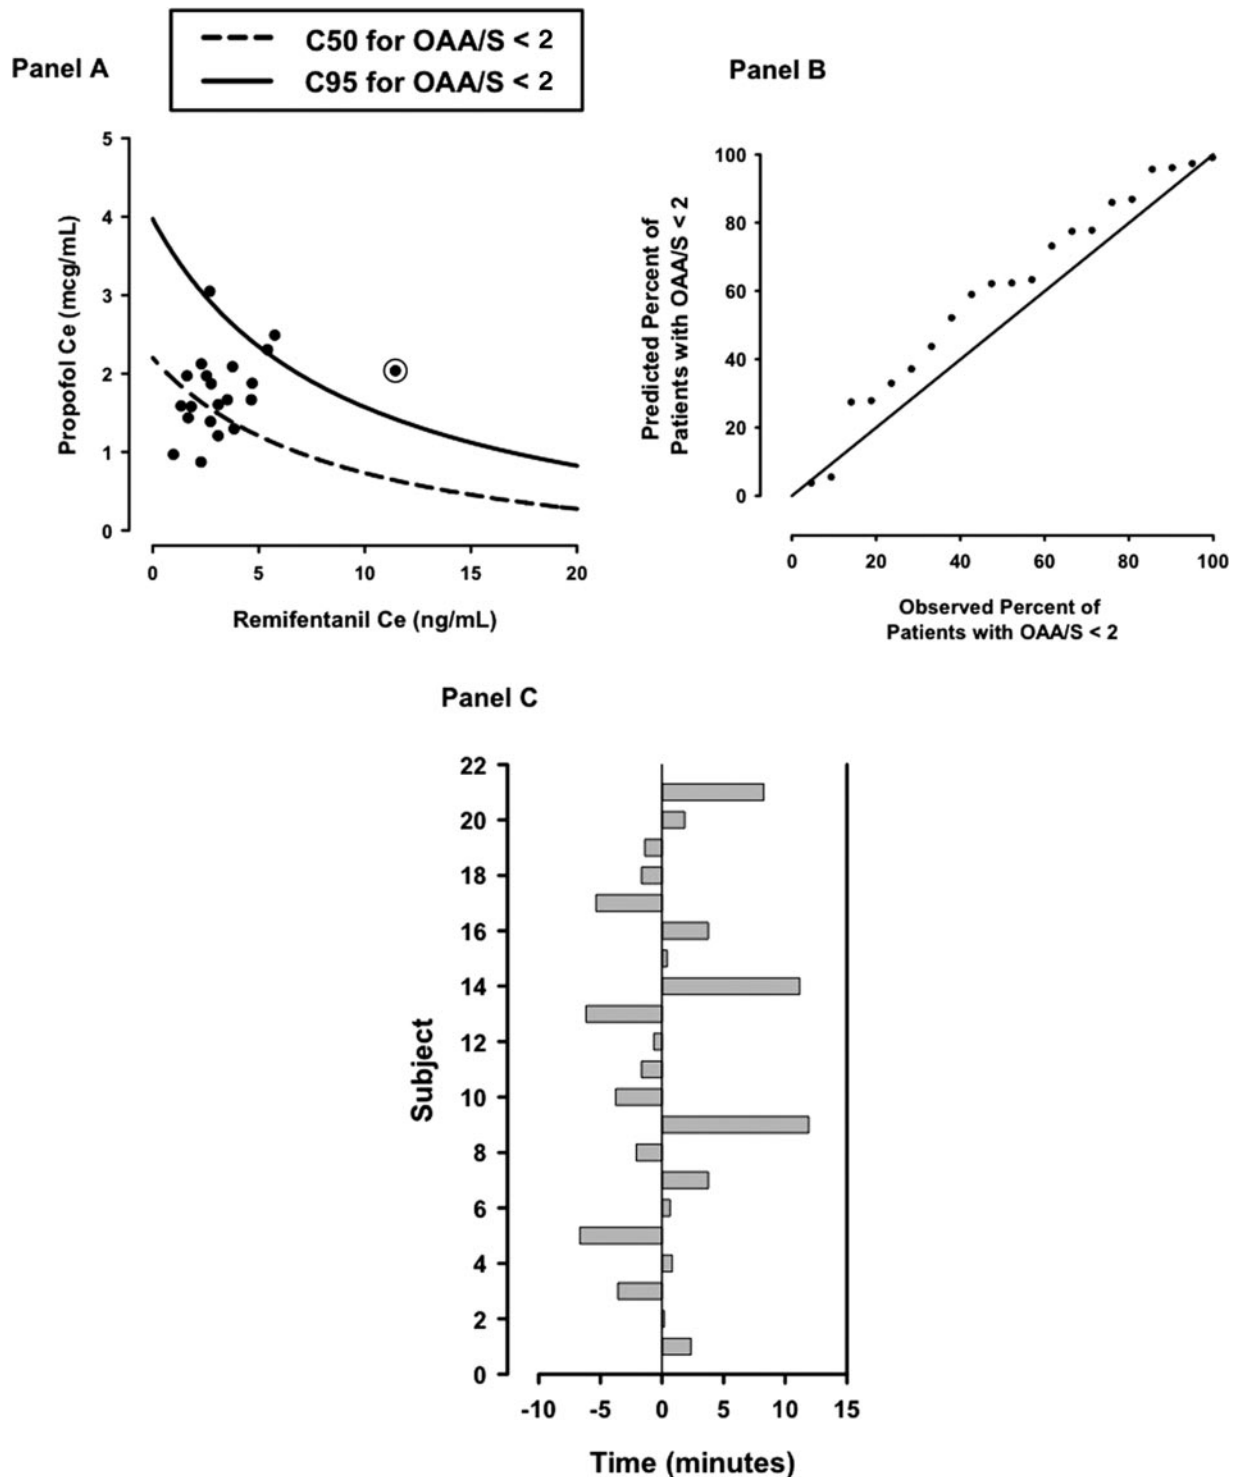 C50 for OAA/S < 2
C95 for OAA/S < 2
Panel A
5
4
3
2
1
0
Propofol Ce (mcg/mL)
0 5 10 15 20
Remifentanil Ce (ng/mL)
Panel B
100
80
60
40
20
0
Predicted Percent of
Patients with OAA/S < 2
0 20 40 60 80 100
Observed Percent of
Patients with OAA/S < 2
Panel C
22
20
18
16
14
12
10
8
6
4
2
0
Subject
-10 -5 0 5 10 15
Time (minutes)